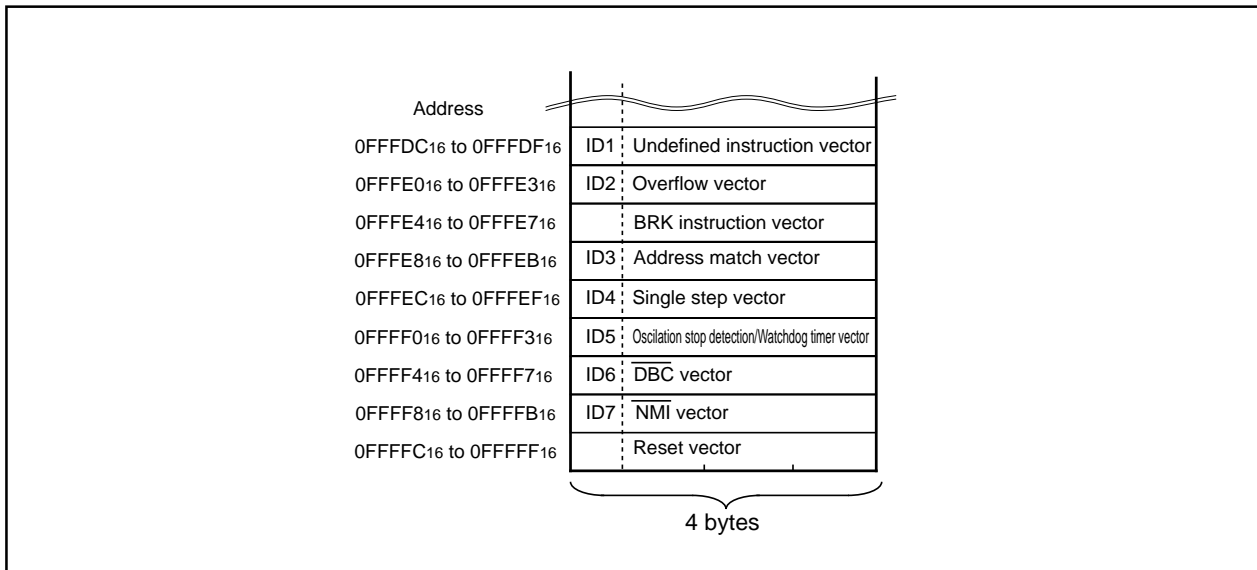 Address
0FFFDC16 to 0FFFDF16 ID1 Undefined instruction vector
0FFFE016 to 0FFFE316 ID2 Overflow vector
0FFFE416 to 0FFFE716 BRK instruction vector
0FFFE816 to 0FFFEB16 ID3 Address match vector
0FFFEC16 to 0FFFEF16 ID4 Single step vector
0FFFF016 to 0FFFF316 ID5 Oscilation stop detection/Watchdog timer vector
0FFFF416 to 0FFFF716 ID6 DBC vector
0FFFF816 to 0FFFFB16 ID7 NMI vector
0FFFFC16 to 0FFFFF16 Reset vector
4 bytes